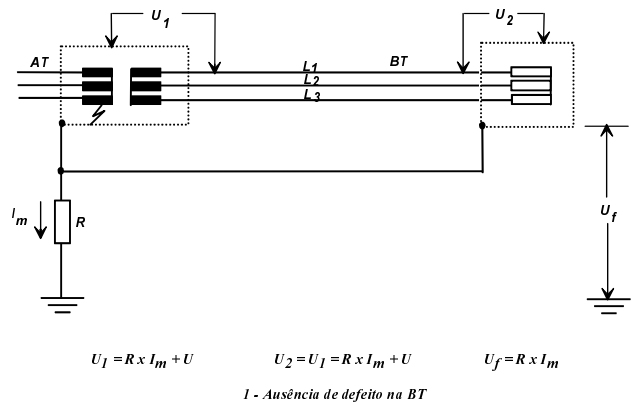 U1 U2
AT L1 BT
L2
L3
Im R Uf
U1 = R x Im + U U2 = U1 = R x Im + U Uf = R x Im
1 - Ausência de defeito na BT